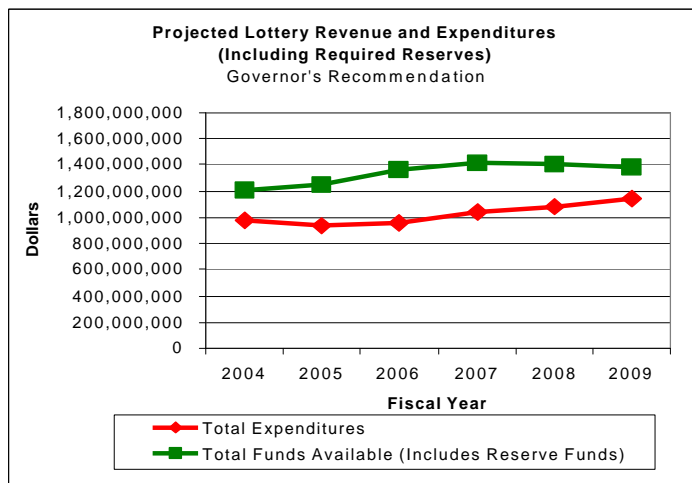 Projected Lottery Revenue and Expenditures
(Including Required Reserves)
Governor's Recommendation
1,800,000,000
1,600,000,000
1,400,000,000
1,200,000,000
1,000,000,000
800,000,000
600,000,000
400,000,000
200,000,000
0
Dollars
2004 2005 2006 2007 2008 2009
Fiscal Year
Total Expenditures
Total Funds Available (Includes Reserve Funds)